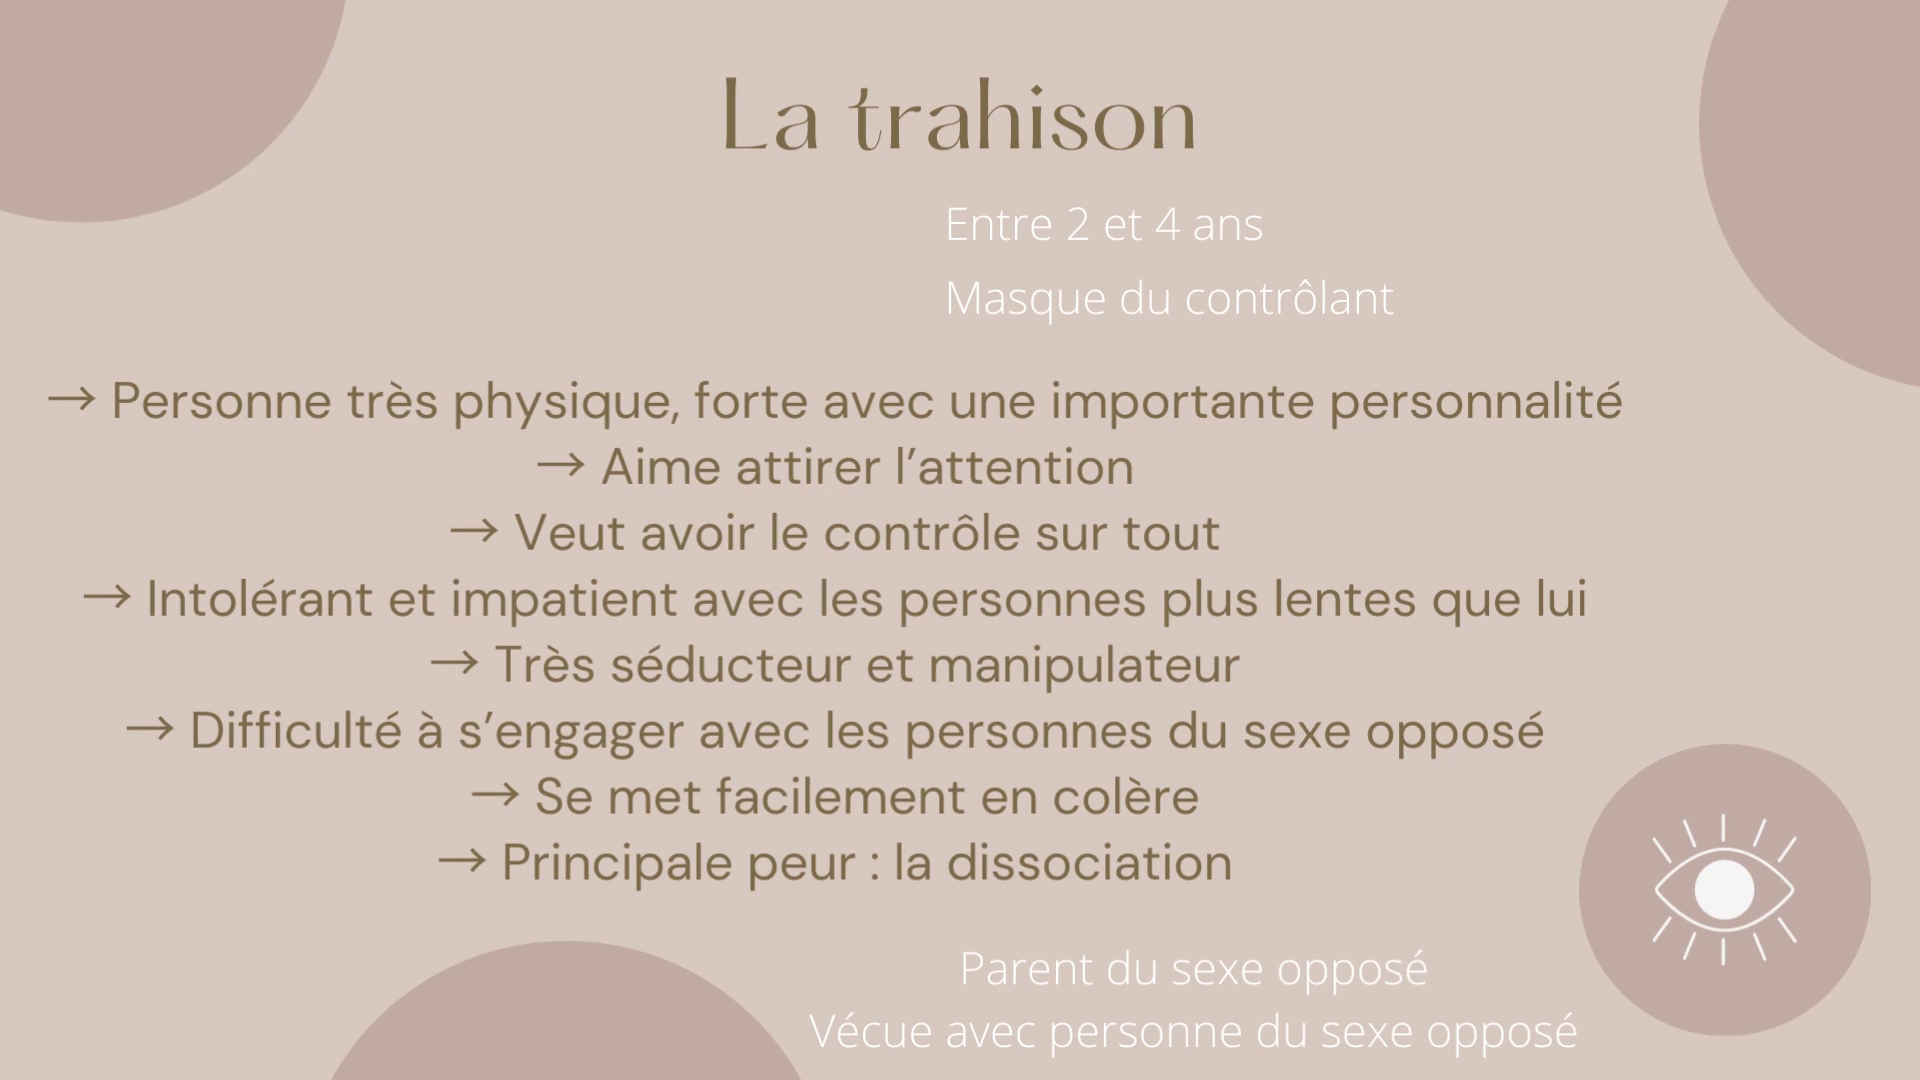 La trahison
Entre 2 et 4 ans
Masque du contrôlant
→ Personne très physique, forte avec une importante personnalité
→ Aime attirer l’attention
→ Veut avoir le contrôle sur tout
→ Intolérant et impatient avec les personnes plus lentes que lui
→ Très séducteur et manipulateur
→ Difficulté à s’engager avec les personnes du sexe opposé
→ Se met facilement en colère
→ Principale peur : la dissociation
Parent du sexe opposé
Vécue avec personne du sexe opposé